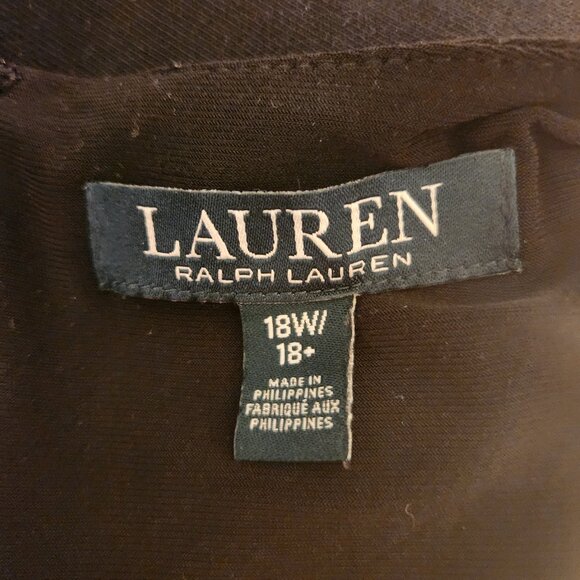 LAUREN
RALPH LAUREN
18W/
18+
MADE IN
PHILIPPINES
FABRIQUÉ AUX
PHILIPPINES